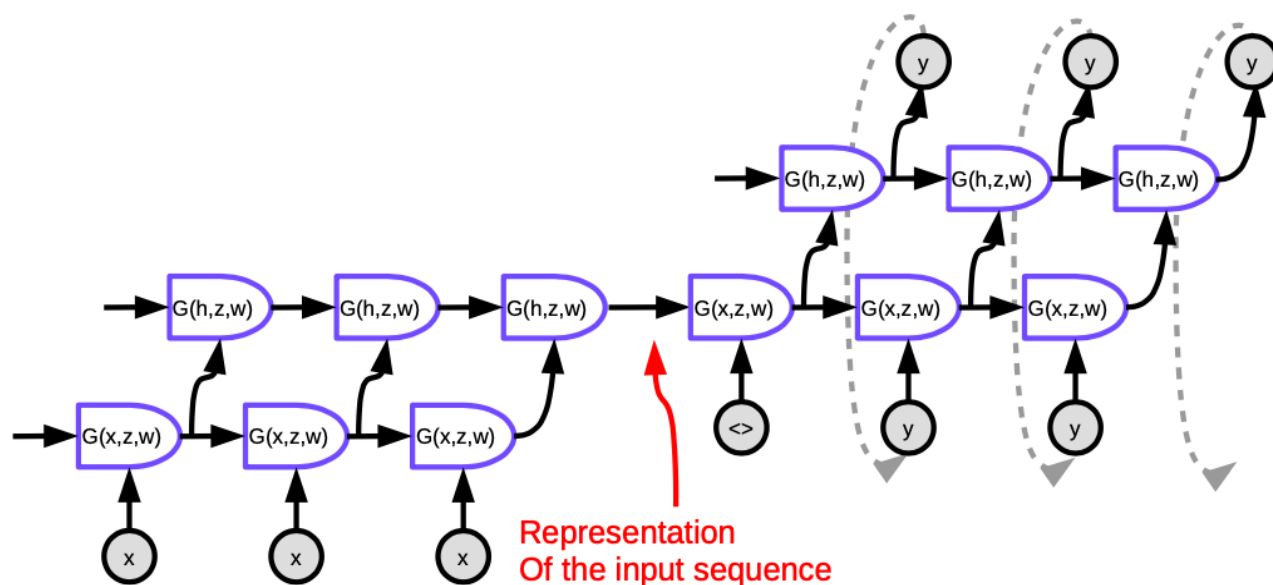 y y y
G(h,z,w) G(h,z,w) G(h,z,w)
G(h,z,w) G(h,z,w) G(h,z,w) G(x,z,w) G(x,z,w) G(x,z,w)
G(x,z,w) G(x,z,w) G(x,z,w) <> y y
x x x
Representation
Of the input sequence